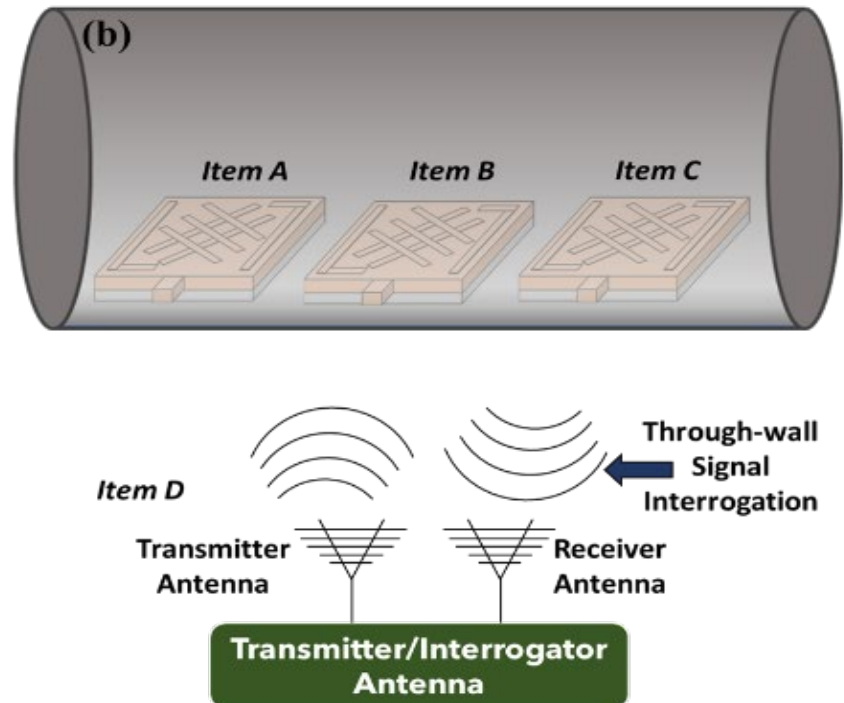 (b)
Item A
Item B
Item C
Through-wall
Signal
Interrogation
Item D
Transmitter
Antenna
Receiver
Antenna
Transmitter/Interrogator
Antenna